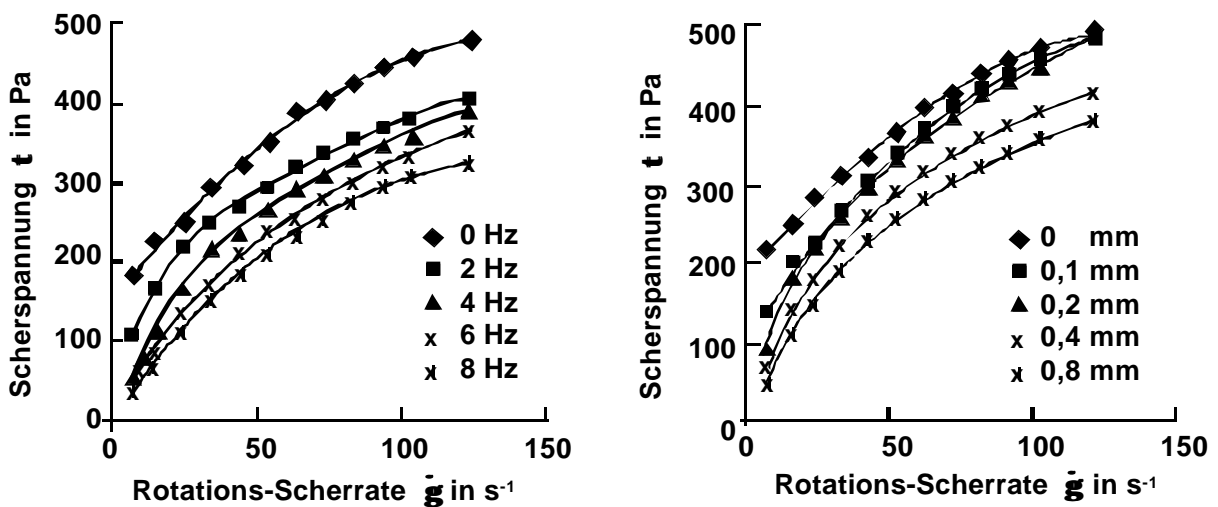 Scherspannung t in Pa
500
400
300
200
100
0
0 Hz
2 Hz
4 Hz
6 Hz
8 Hz
0 50 100 150
Rotations-Scherrate g in s-1
Scherspannung t in Pa
500
400
300
200
100
0
0 mm
0,1 mm
0,2 mm
0,4 mm
0,8 mm
0 50 100 150
Rotations-Scherrate g in s-1